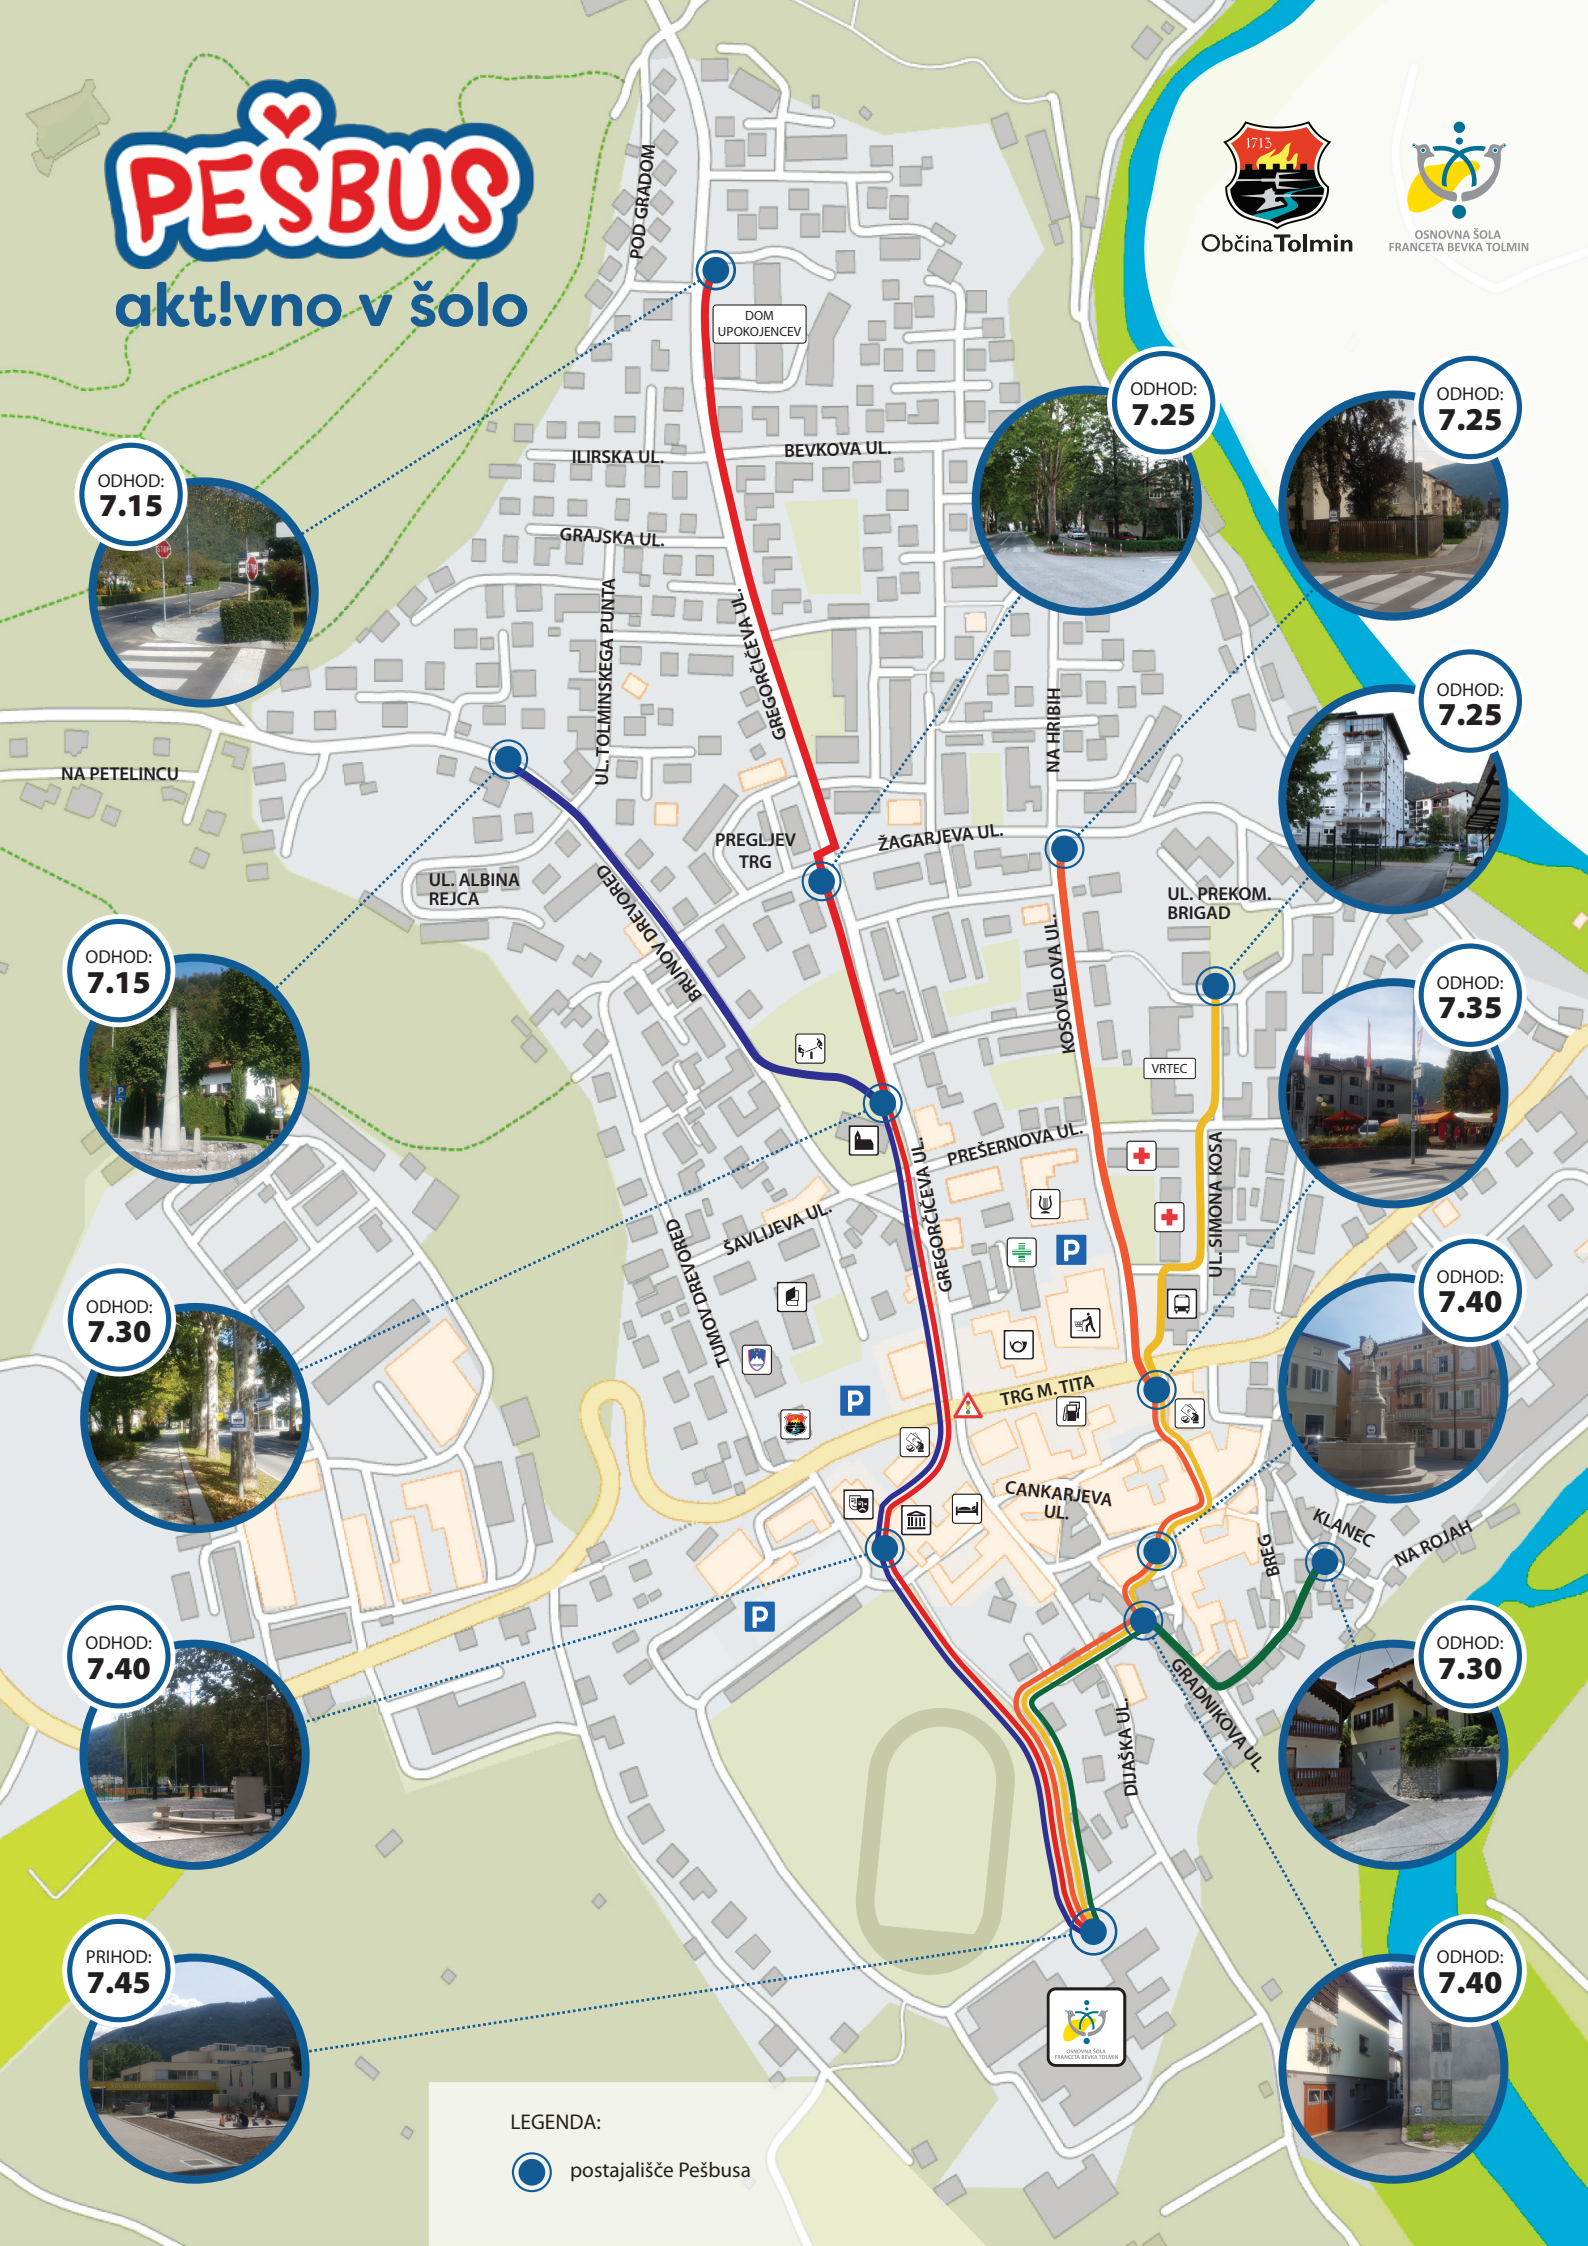 PEŠBUS
akt!vno v šolo
1713
Občina Tolmin
OSNOVNA ŠOLA
FRANCETA BEVKA TOLMIN
POD GRADOM
DOM
UPOKOJENCEV
ODHOD:
7.25
ODHOD:
7.25
ILIRSKA UL.
BEVKOVA UL.
ODHOD:
7.15
GRAJSKA UL.
UL. TOLMINSKEGA PUNTA
GREGORČIČEVA UL.
NA HRIBIH
ODHOD:
7.25
NA PETELINCU
PREGLJEV
TRG
ŽAGARJEVA UL.
UL. ALBINA
REJCA
BRUNOV DREVORED
UL. PREKOM.
BRIGAD
KOSOVELOVA UL.
ODHOD:
7.15
ODHOD:
7.35
VRTEC
PREŠERNOVA UL.
GREGORČIČEVA UL.
UL. SIMONA KOSA
ŠAVLIJEVA UL.
TUMOV DREVORED
P
ODHOD:
7.30
ODHOD:
7.40
TRG M. TITA
P
CANKARJEVA
UL.
KLANEC
BREG
NA ROJAH
P
ODHOD:
7.40
ODHOD:
7.30
GRADNIKOVA UL.
DIJAŠKA UL.
PRIHOD:
7.45
ODHOD:
7.40
OSNOVNA ŠOLA
FRANCETA BEVKA TOLMIN
LEGENDA:
postajališče Pešbusa